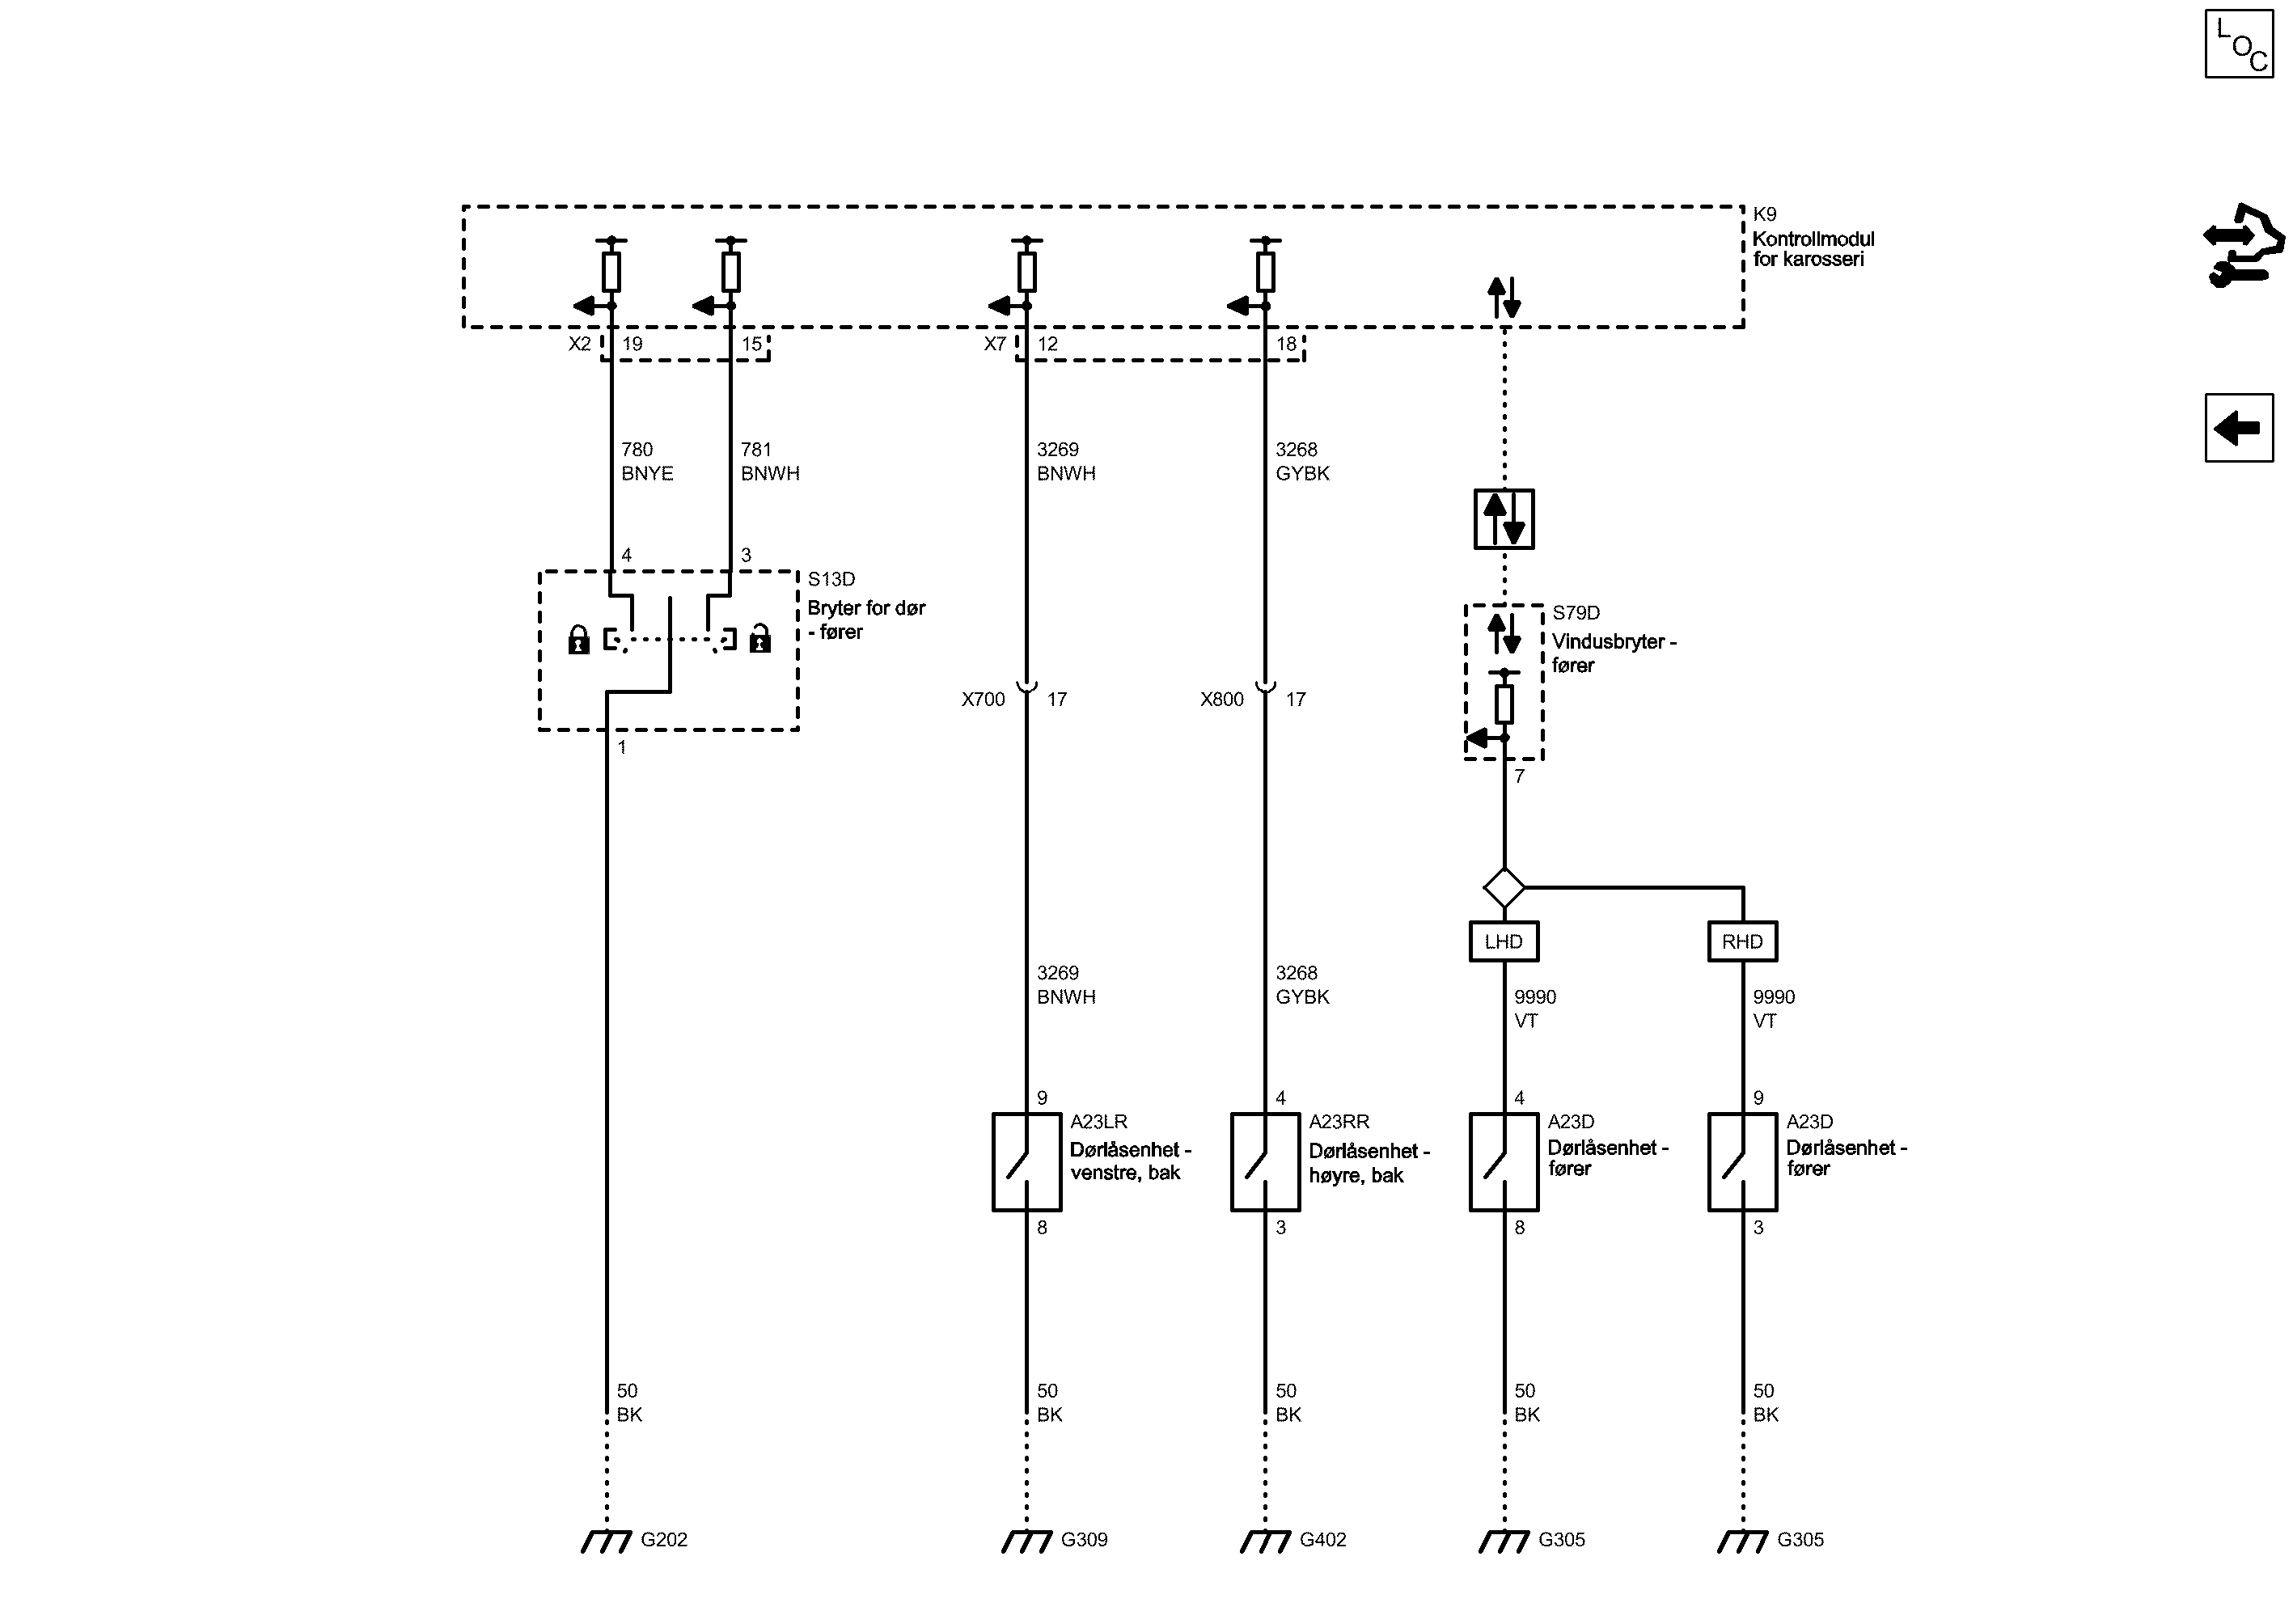 LOC
K9
Kontrollmodul
for karosseri
X2 19 15 X7 12 18
780 781 3269 3268
BNYE BNWH BNWH GYBK
4 3
S13D
Bryter for dør
- fører
S79D
Vindusbryter -
fører
X700 17 X800 17
1
7
LHD RHD
3269 3268
BNWH GYBK
9990 9990
VT VT
9 4 4 9
A23LR A23RR A23D A23D
Dørlåsenhet - Dørlåsenhet - Dørlåsenhet - Dørlåsenhet -
venstre, bak høyre, bak fører fører
8 3 8 3
50 50 50 50 50
BK BK BK BK BK
G202 G309 G402 G305 G305